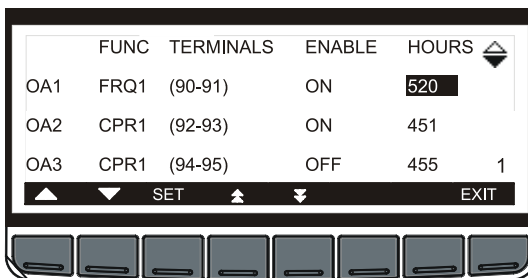 FUNC TERMINALS ENABLE HOURS
OA1 FRQ1 (90-91) ON 520
OA2 CPR1 (92-93) ON 451
OA3 CPR1 (94-95) OFF 455 1
SET EXIT